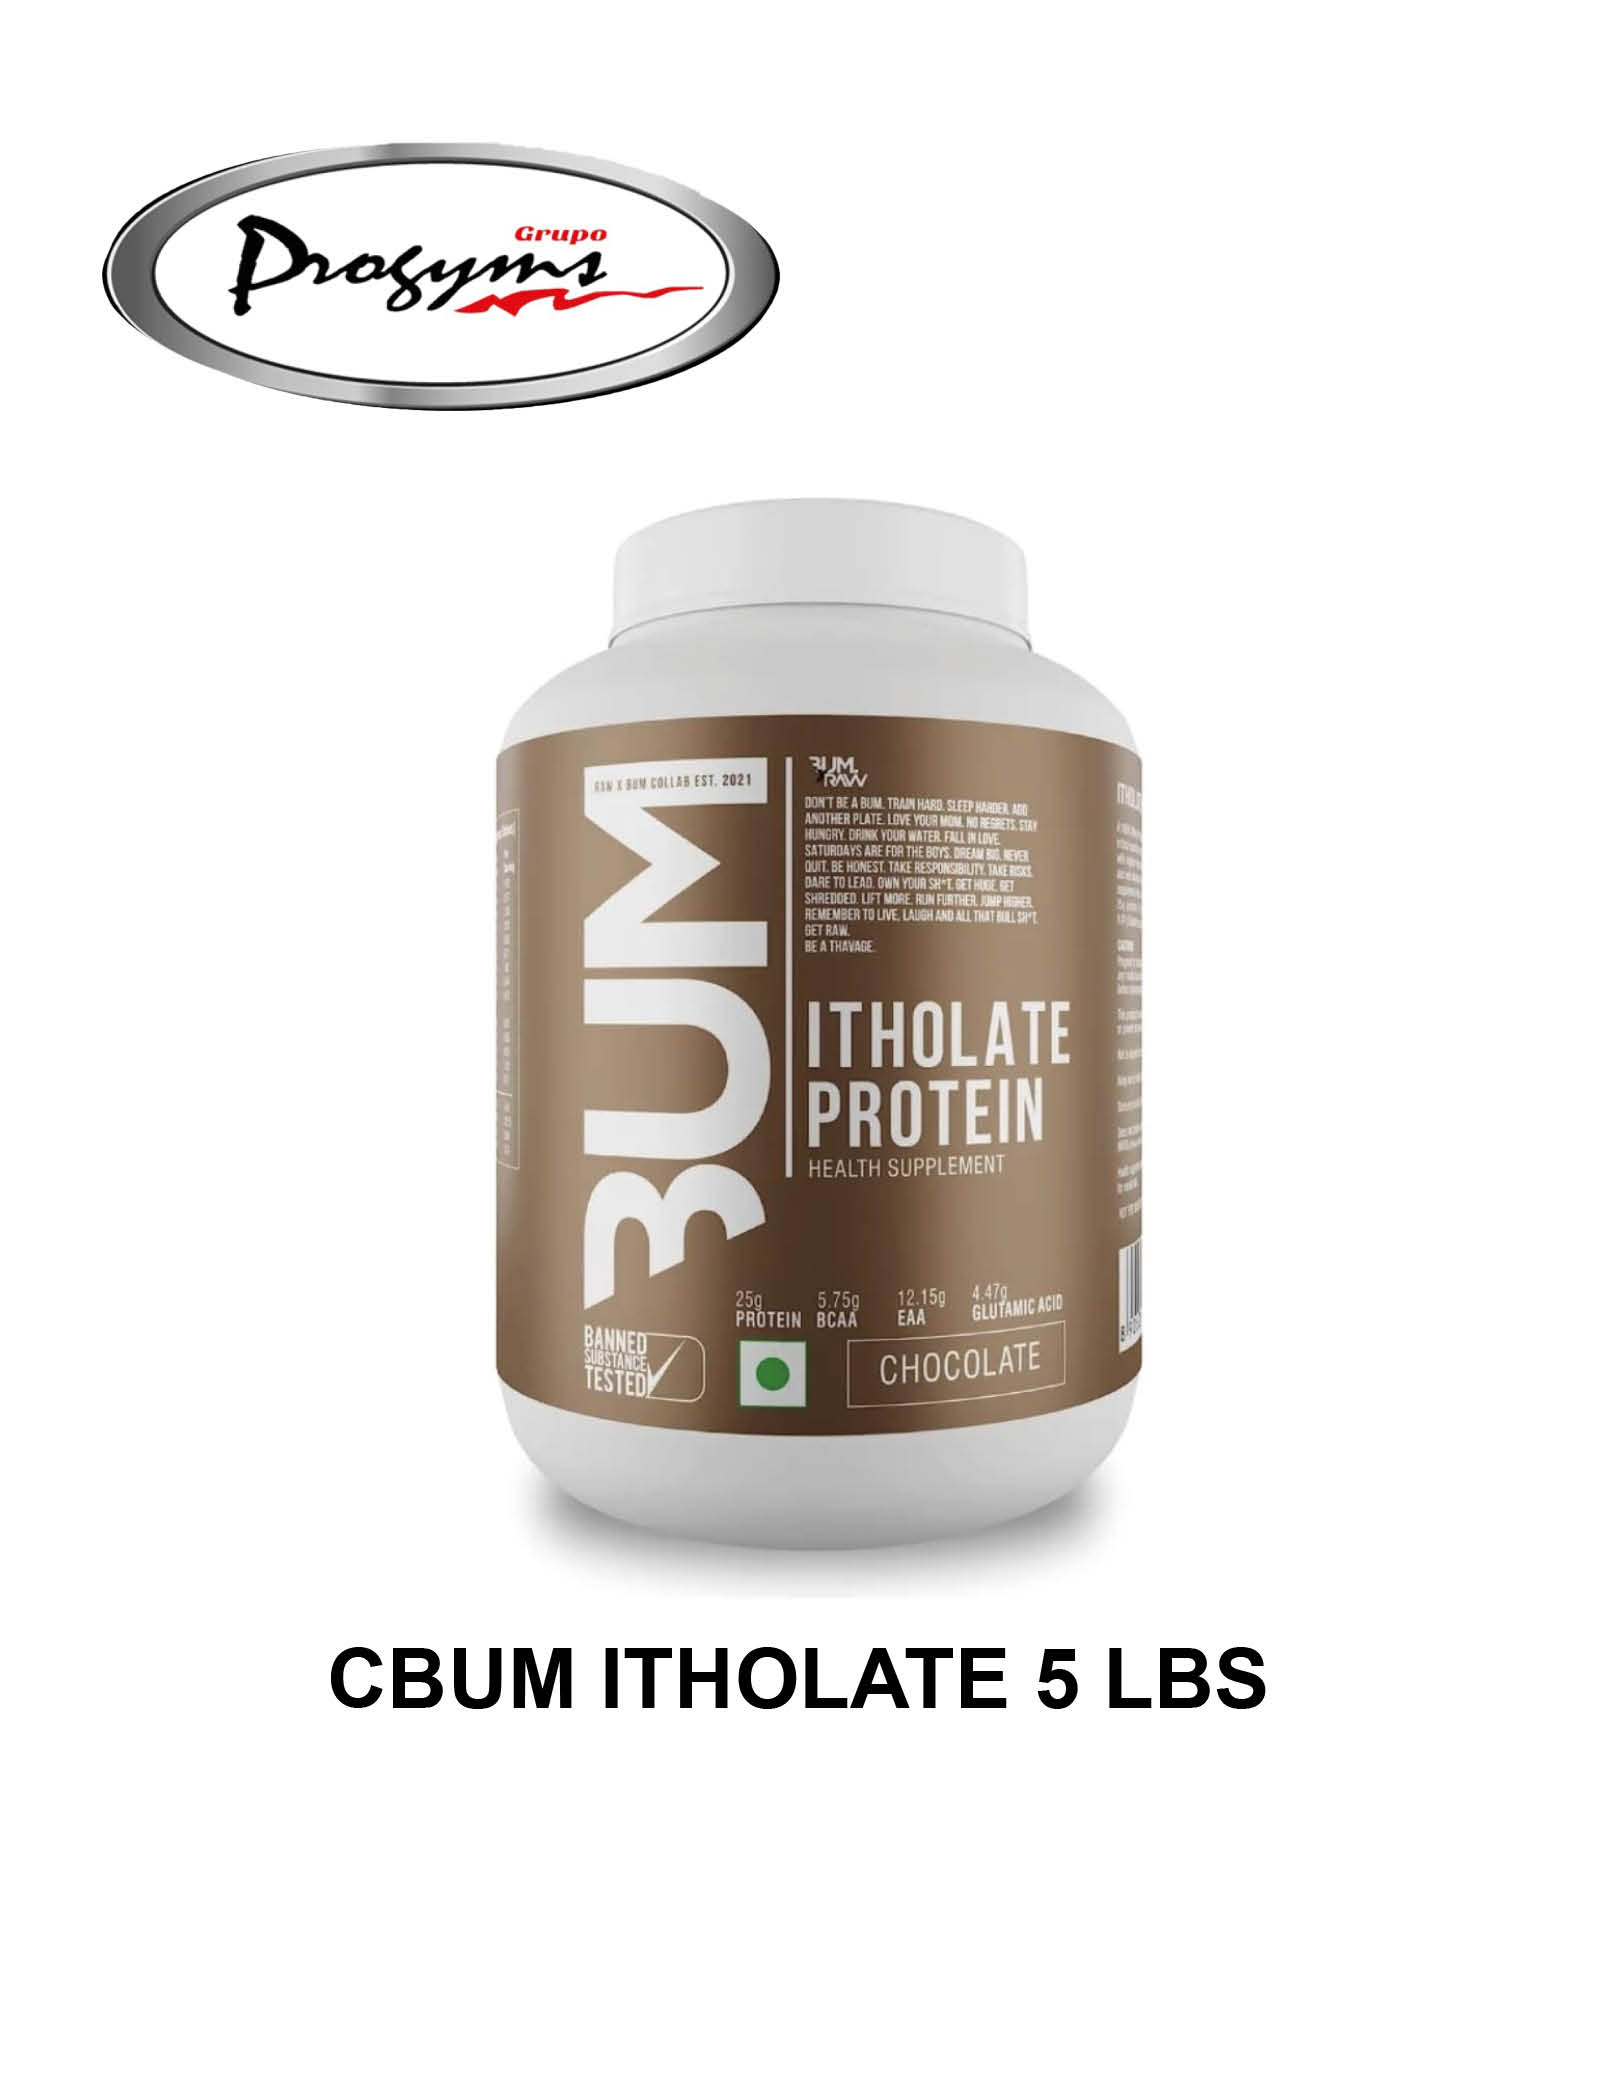 Grupo
Progyms
RAW X BUM COLLAB EST. 2021
BUM
BUM
RAW
DON'T BE A BUM. TRAIN HARD. SLEEP HARDER. ADD
ANOTHER PLATE. LOVE YOUR MOM. NO REGRETS. STAY
HUNGRY. DRINK YOUR WATER. FALL IN LOVE.
SATURDAYS ARE FOR THE BOYS. DREAM BIG. NEVER
QUIT. BE HONEST. TAKE RESPONSIBILITY. TAKE RISKS.
DARE TO LEAD. OWN YOUR SH*T. GET HUGE. GET
SHREDDED. LIFT MORE. RUN FURTHER. JUMP HIGHER.
REMEMBER TO LIVE, LAUGH AND ALL THAT BULL SH*T.
GET RAW.
BE A THAVAGE.
ITHOLATE
PROTEIN
HEALTH SUPPLEMENT
25g 5.75g 12.15g 4.47g
PROTEIN BCAA EAA GLUTAMIC ACID
BANNED
SUBSTANCE
TESTED
CHOCOLATE
CBUM ITHOLATE 5 LBS